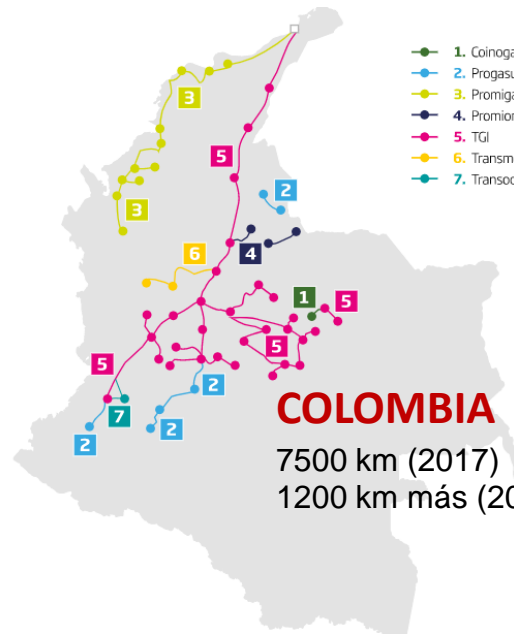 1. Coinoga
2. Progasu
3. Promiga
4. Promior
5. TGI
6. Transm
7. Transoc
3
5
2
3
4
6
1
5
5
5
2
7
2
2
COLOMBIA
7500 km (2017)
1200 km más (20